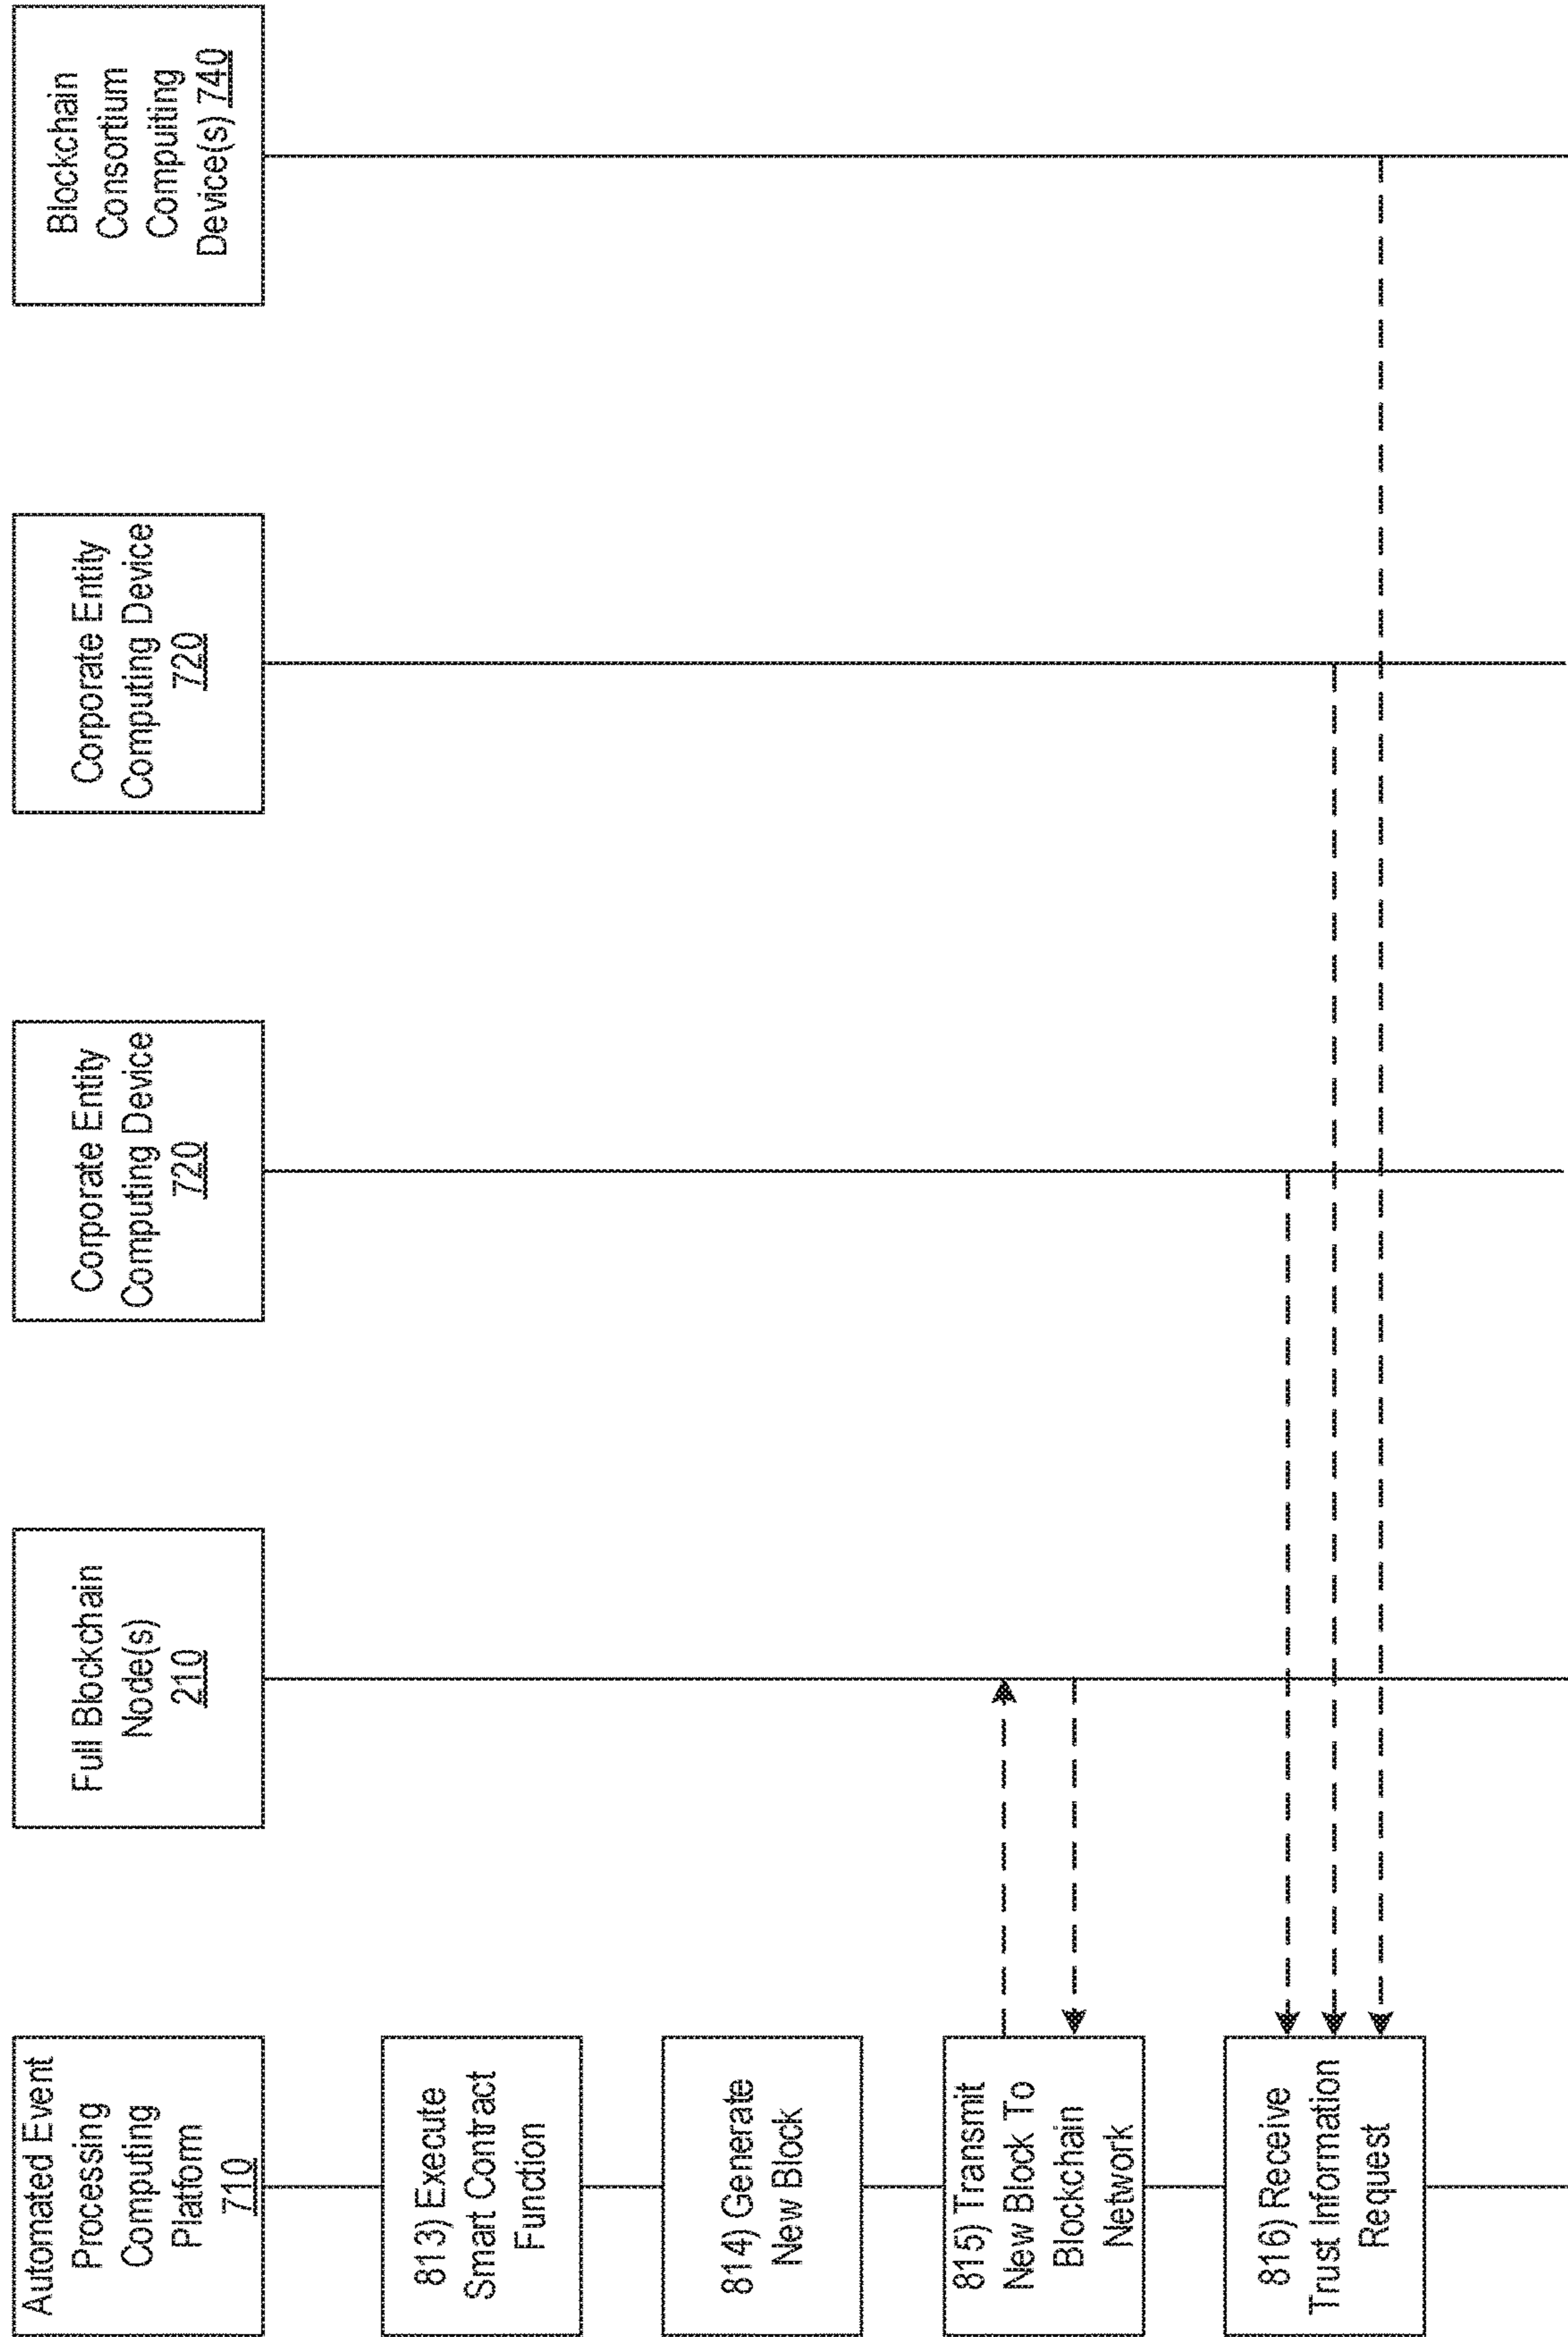 Automated Event
Processing
Computing
Platform
710
Full Blockchain
Node(s)
210
Corporate Entity
Computing Device
720
Corporate Entity
Computing Device
720
Blockchain
Consortium
Compuiting
Device(s) 740
813) Execute
Smart Contract
Function
814) Generate
New Block
815) Transmit
New Block To
Blockchain
Network
816) Receive
Trust Information
Request